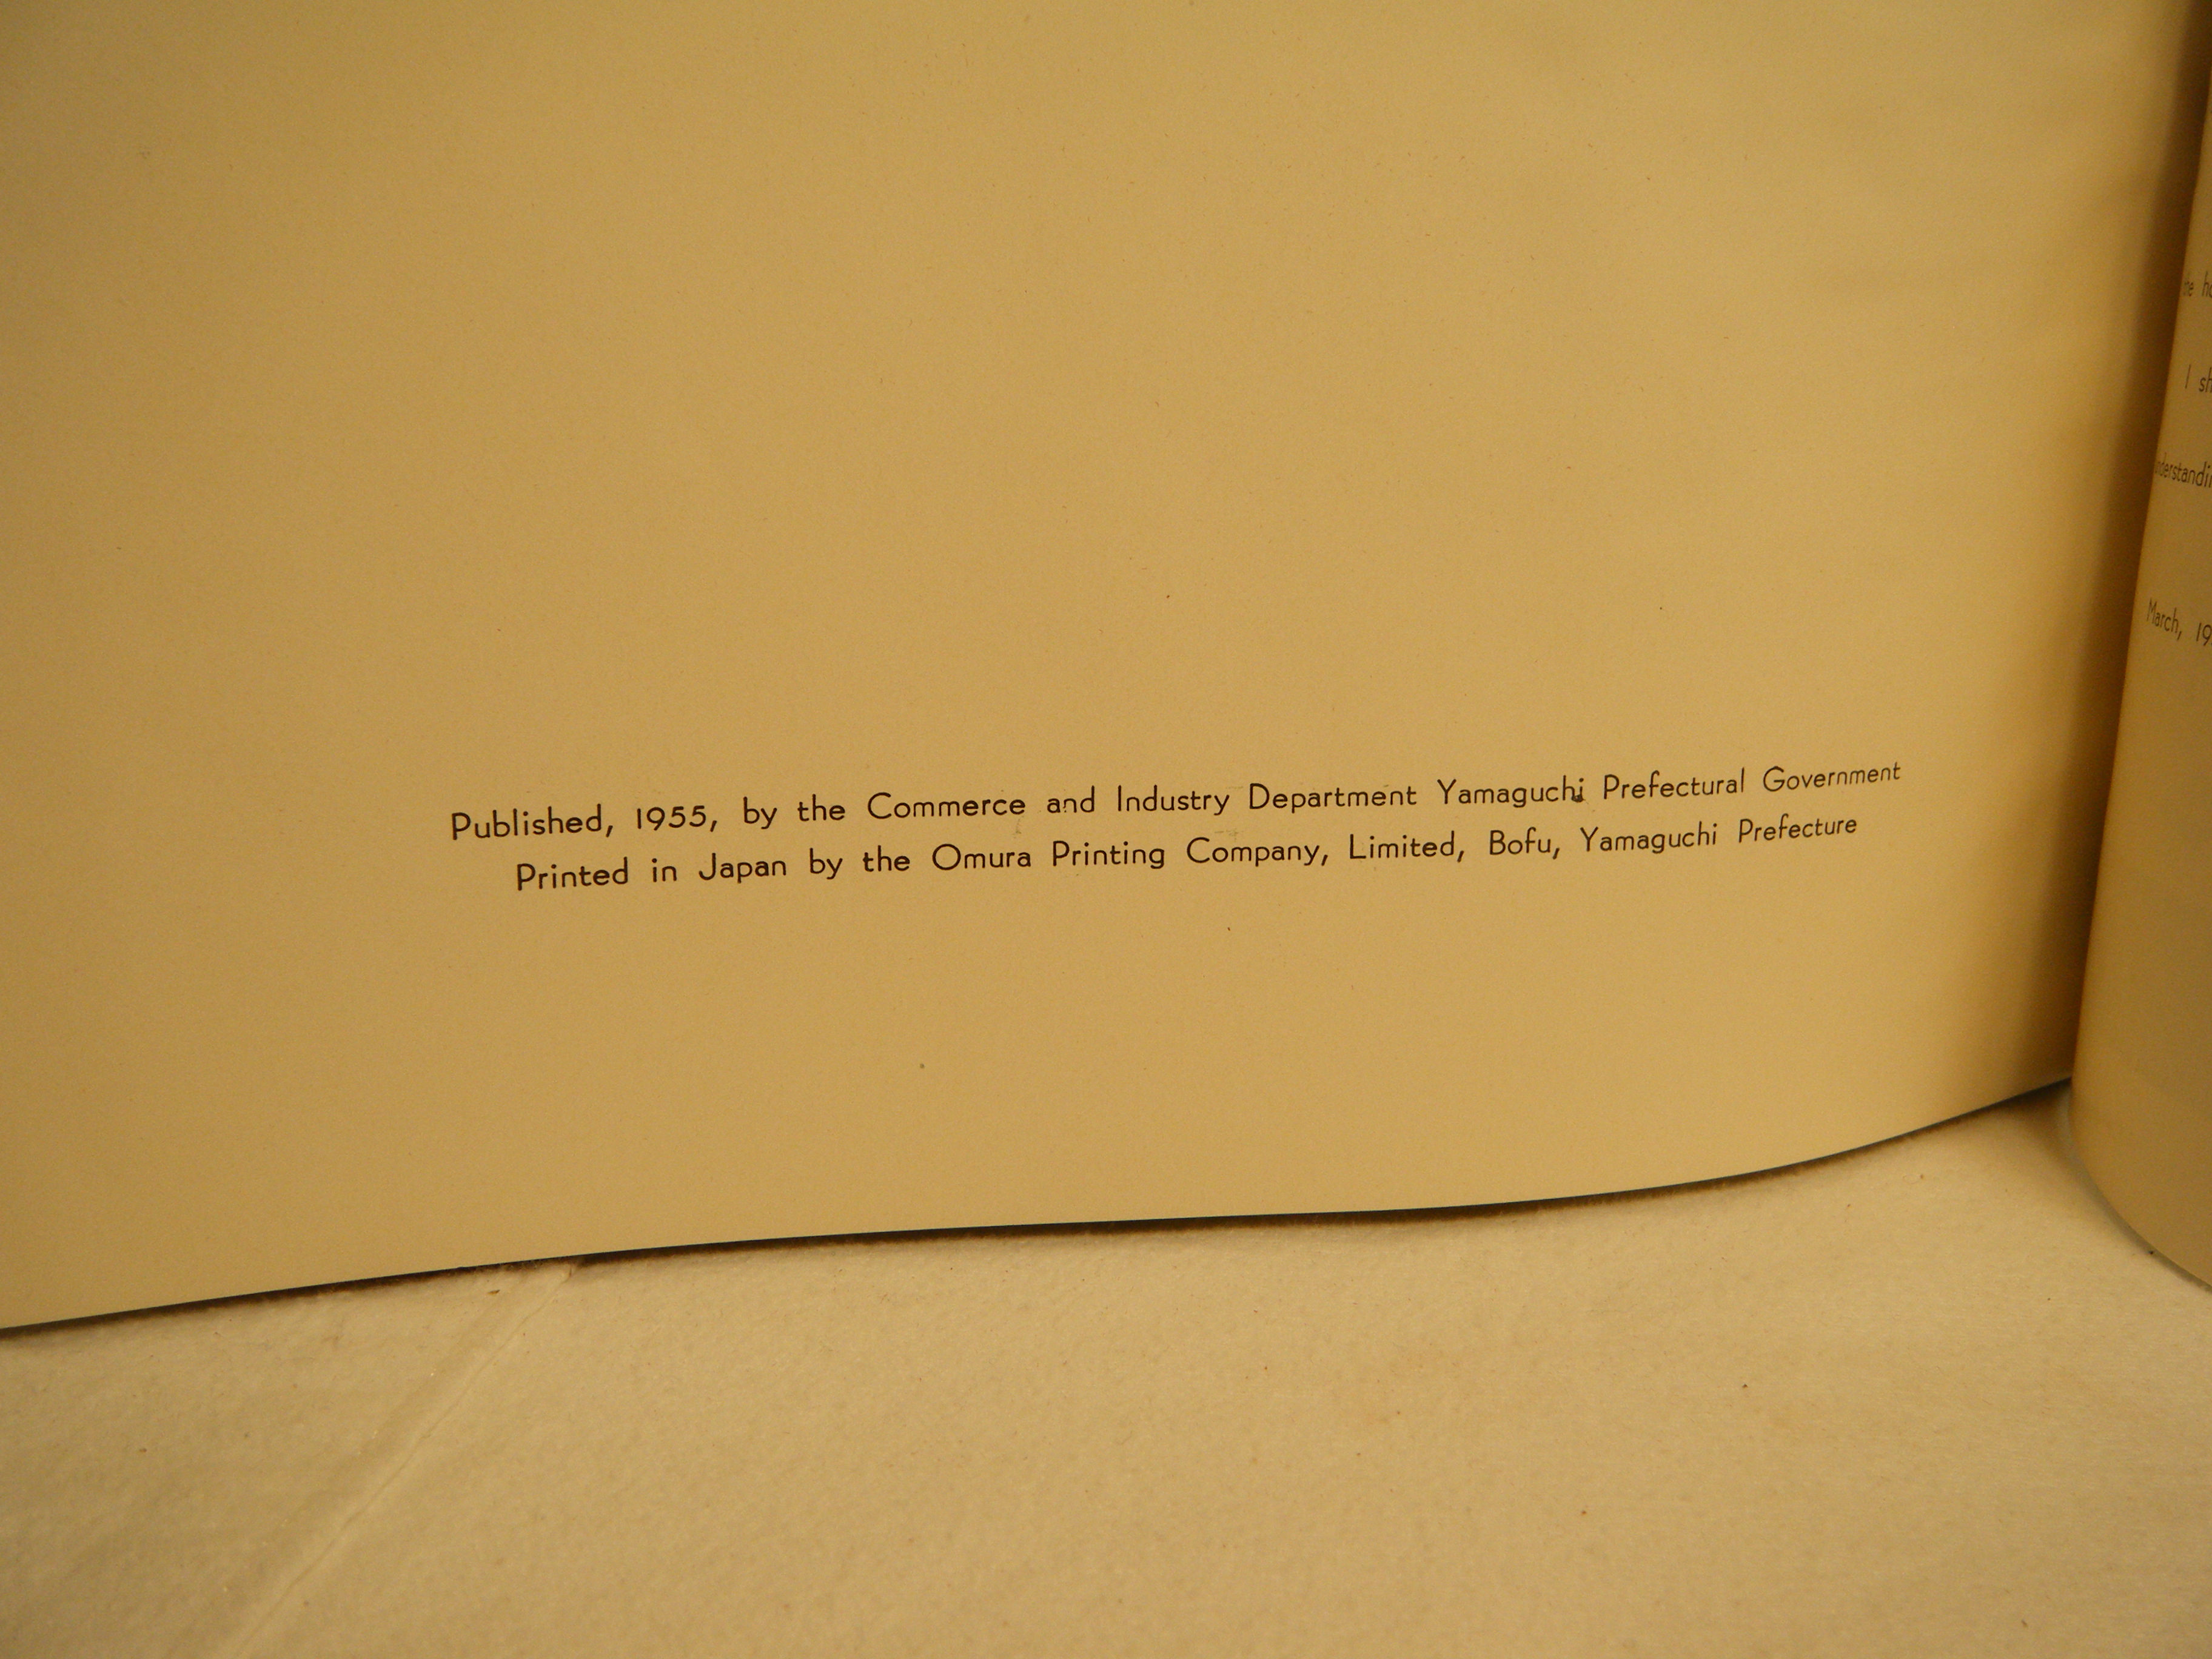 Published, 1955, by the Commerce and Industry Department Yamaguchi Prefectural Government
Printed in Japan by the Omura Printing Company, Limited, Bofu, Yamaguchi Prefecture
I
March,